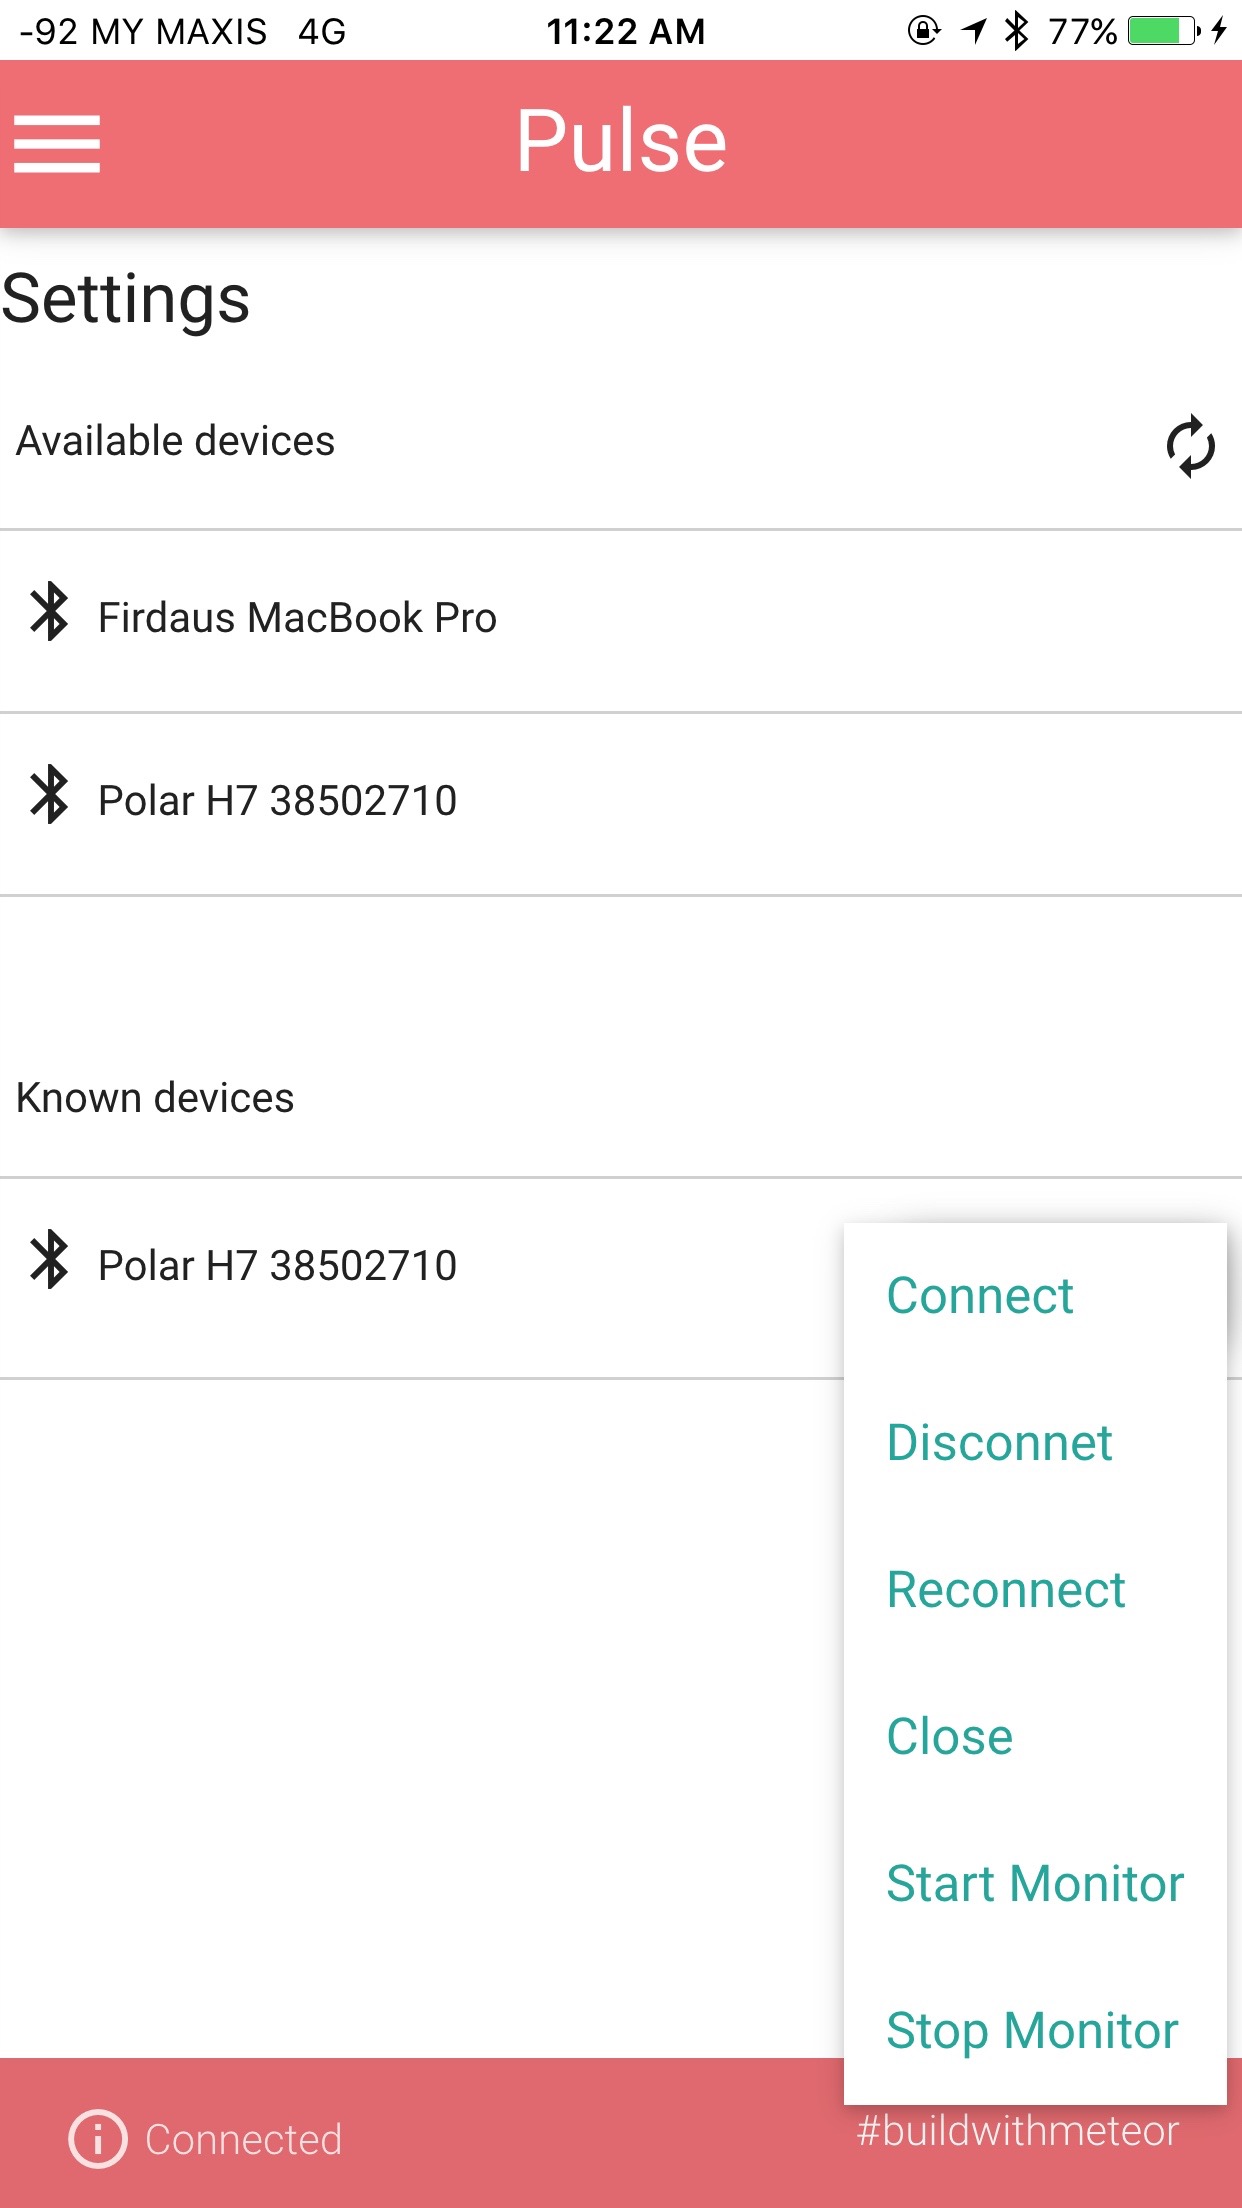 -92 MY MAXIS 4G 11:22 AM 77%
Pulse
Settings
Available devices
Firdaus MacBook Pro
Polar H7 38502710
Known devices
Polar H7 38502710
Connect
Disconnet
Reconnect
Close
Start Monitor
Stop Monitor
Connected
#buildwithmeteor